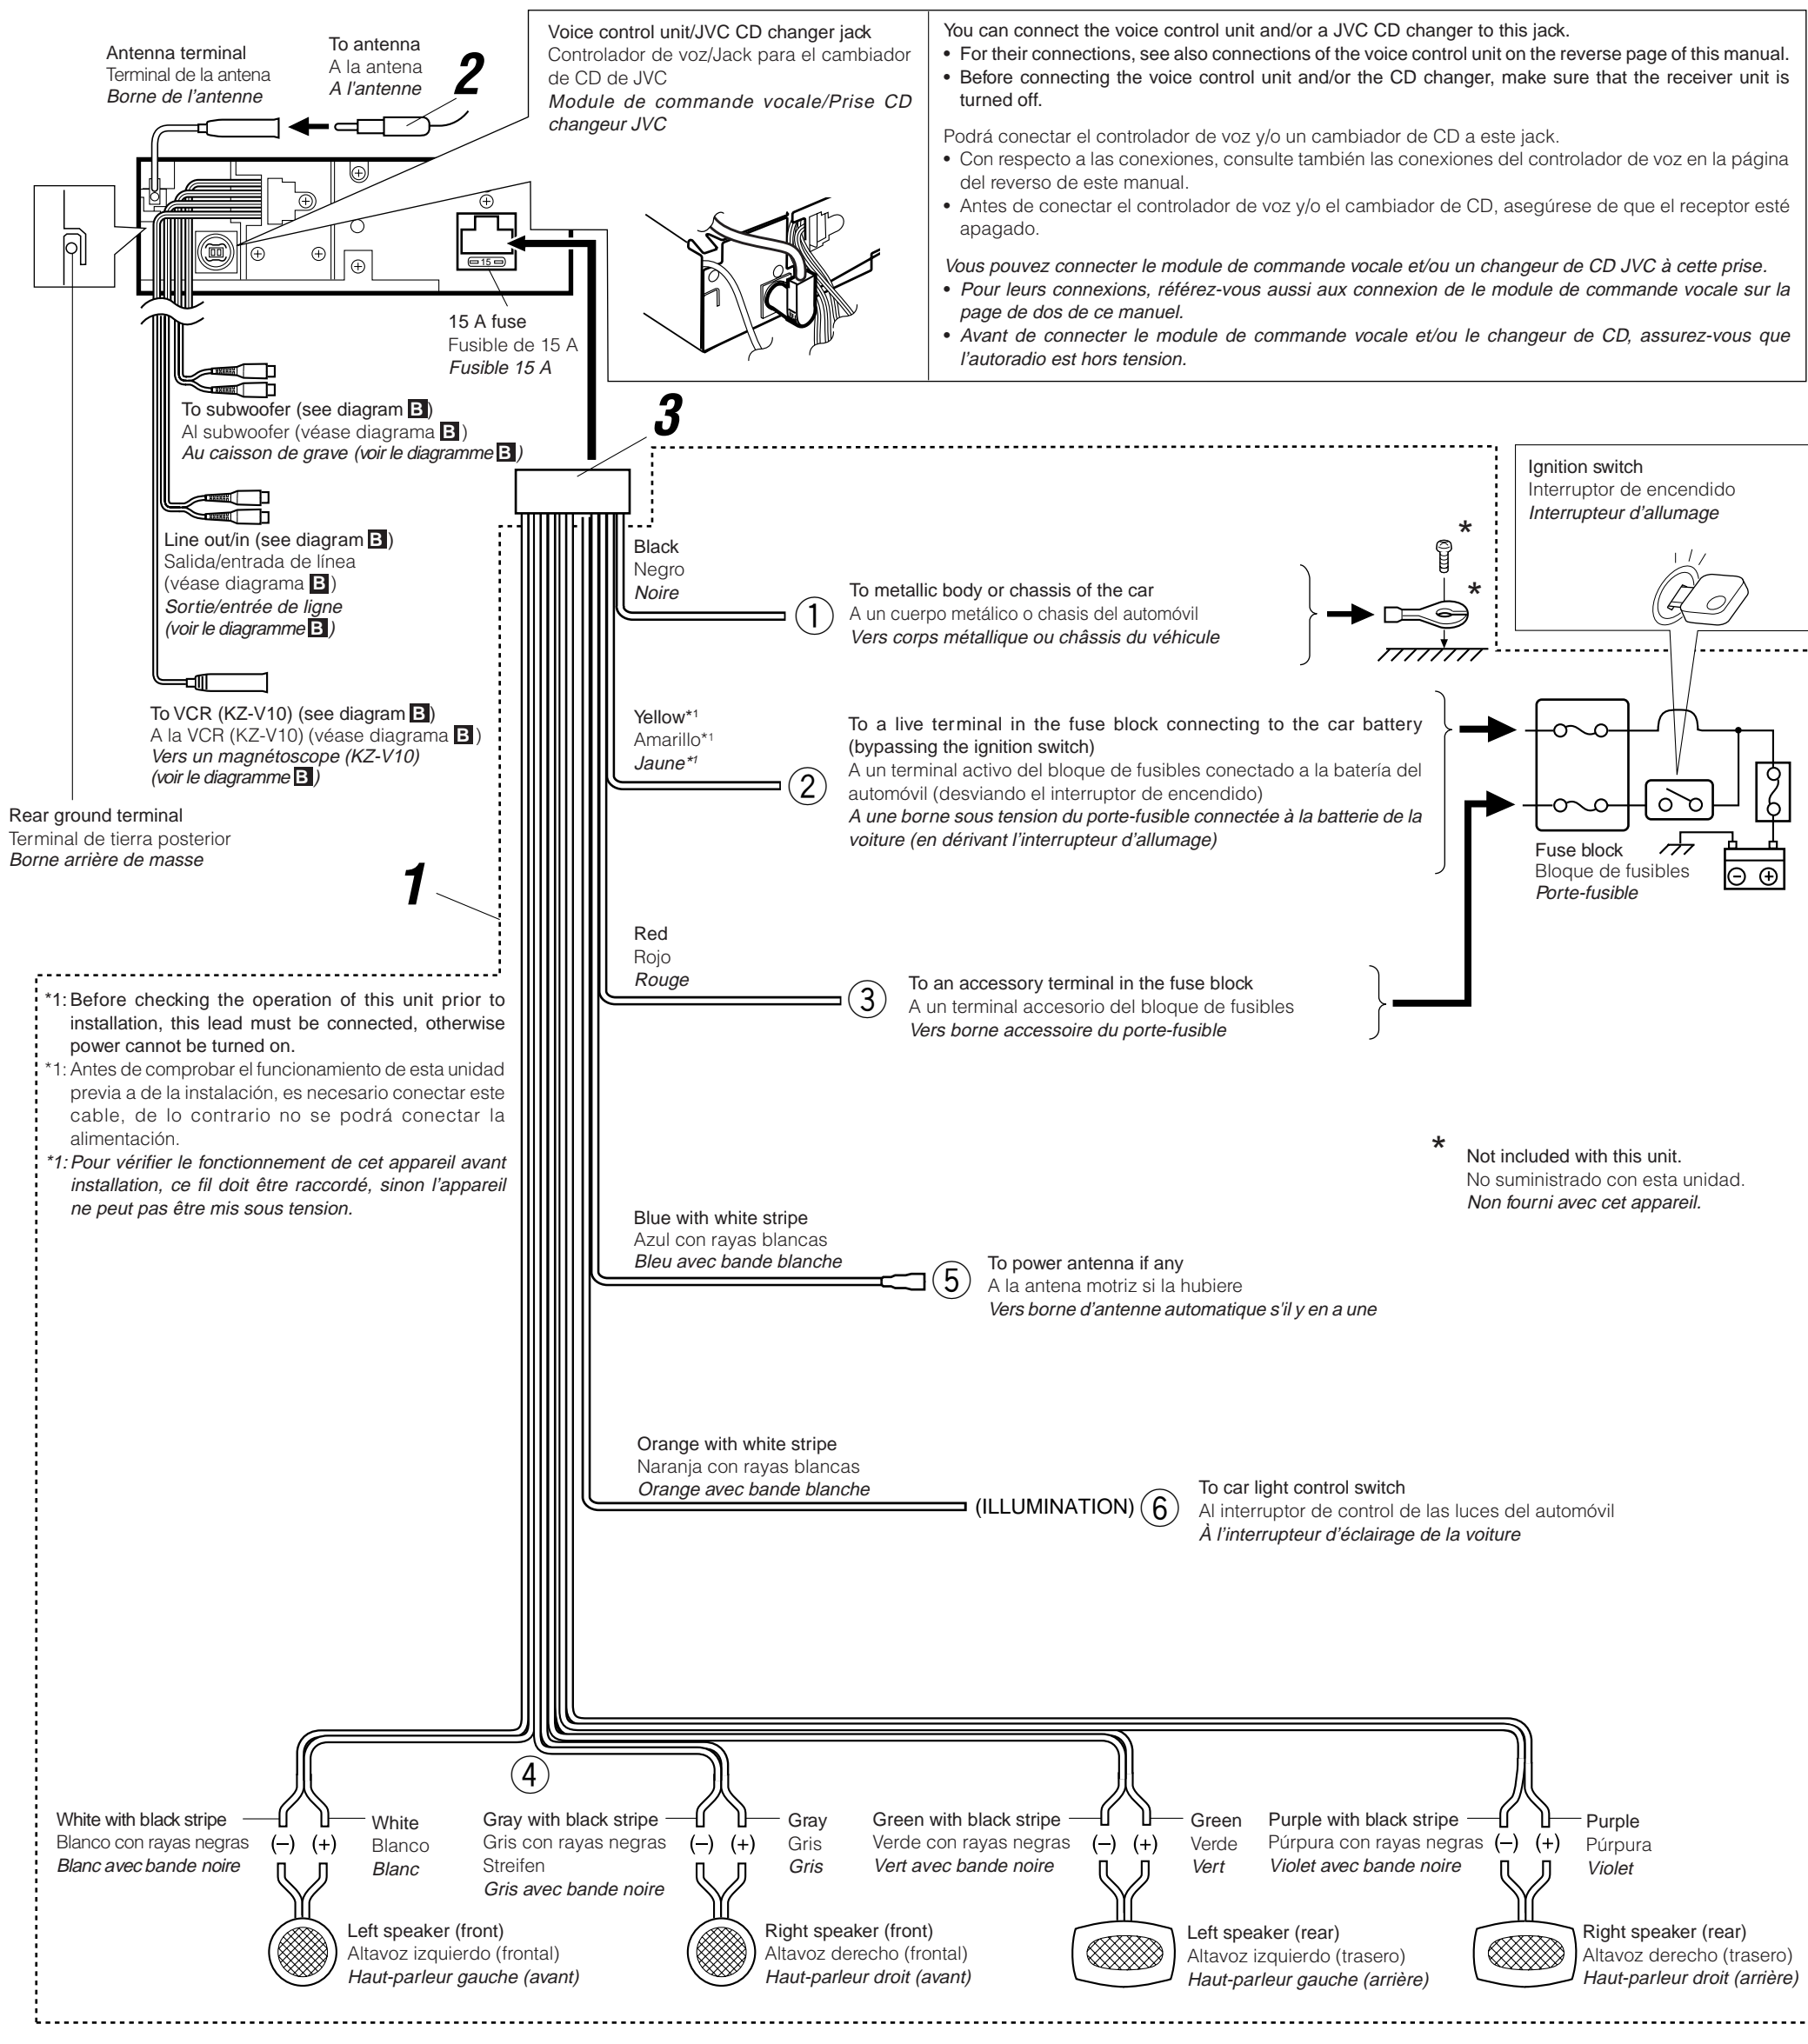 Antenna terminal
Terminal de la antena
Borne de l'antenne
To antenna
A la antena
A l'antenne
2
Voice control unit/JVC CD changer jack
Controlador de voz/Jack para el cambiador
de CD de JVC
Module de commande vocale/Prise CD
changeur JVC
You can connect the voice control unit and/or a JVC CD changer to this jack.
• For their connections, see also connections of the voice control unit on the reverse page of this manual.
• Before connecting the voice control unit and/or the CD changer, make sure that the receiver unit is
turned off.
Podrá conectar el controlador de voz y/o un cambiador de CD a este jack.
• Con respecto a las conexiones, consulte también las conexiones del controlador de voz en la página
del reverso de este manual.
• Antes de conectar el controlador de voz y/o el cambiador de CD, asegúrese de que el receptor esté
apagado.
Vous pouvez connecter le module de commande vocale et/ou un changeur de CD JVC à cette prise.
• Pour leurs connexions, référez-vous aussi aux connexion de le module de commande vocale sur la
page de dos de ce manuel.
• Avant de connecter le module de commande vocale et/ou le changeur de CD, assurez-vous que
l'autoradio est hors tension.
15
15 A fuse
Fusible de 15 A
Fusible 15 A
To subwoofer (see diagram B)
Al subwoofer (véase diagrama B)
Au caisson de grave (voir le diagramme B)
3
Line out/in (see diagram B)
Salida/entrada de línea
(véase diagrama B)
Sortie/entrée de ligne
(voir le diagramme B)
To VCR (KZ-V10) (see diagram B)
A la VCR (KZ-V10) (véase diagrama B)
Vers un magnétoscope (KZ-V10)
(voir le diagramme B)
Rear ground terminal
Terminal de tierra posterior
Borne arrière de masse
Ignition switch
Interruptor de encendido
Interrupteur d'allumage
Black
Negro
Noire
1
To metallic body or chassis of the car
A un cuerpo metálico o chasis del automóvil
Vers corps métallique ou châssis du véhicule
*
*
Yellow*1
Amarillo*1
Jaune*1
2
To a live terminal in the fuse block connecting to the car battery
(bypassing the ignition switch)
A un terminal activo del bloque de fusibles conectado a la batería del
automóvil (desviando el interruptor de encendido)
A une borne sous tension du porte-fusible connectée à la batterie de la
voiture (en dérivant l'interrupteur d'allumage)
Fuse block
Bloque de fusibles
Porte-fusible
1
Red
Rojo
Rouge
3
To an accessory terminal in the fuse block
A un terminal accesorio del bloque de fusibles
Vers borne accessoire du porte-fusible
*1: Before checking the operation of this unit prior to
installation, this lead must be connected, otherwise
power cannot be turned on.
*1: Antes de comprobar el funcionamiento de esta unidad
previa a de la instalación, es necesario conectar este
cable, de lo contrario no se podrá conectar la
alimentación.
*1: Pour vérifier le fonctionnement de cet appareil avant
installation, ce fil doit être raccordé, sinon l'appareil
ne peut pas être mis sous tension.
* Not included with this unit.
No suministrado con esta unidad.
Non fourni avec cet appareil.
Blue with white stripe
Azul con rayas blancas
Bleu avec bande blanche
5
To power antenna if any
A la antena motriz si la hubiere
Vers borne d'antenne automatique s'il y en a une
Orange with white stripe
Naranja con rayas blancas
Orange avec bande blanche
(ILLUMINATION) 6
To car light control switch
Al interruptor de control de las luces del automóvil
À l'interrupteur d'éclairage de la voiture
4
White with black stripe
Blanco con rayas negras
Blanc avec bande noire
(−) (+)
White
Blanco
Blanc
Gray with black stripe
Gris con rayas negras
Streifen
Gris avec bande noire
(−) (+)
Gray
Gris
Gris
Green with black stripe
Verde con rayas negras
Vert avec bande noire
(−) (+)
Green
Verde
Vert
Purple with black stripe
Púrpura con rayas negras
Violet avec bande noire
(−) (+)
Purple
Púrpura
Violet
Left speaker (front)
Altavoz izquierdo (frontal)
Haut-parleur gauche (avant)
Right speaker (front)
Altavoz derecho (frontal)
Haut-parleur droit (avant)
Left speaker (rear)
Altavoz izquierdo (trasero)
Haut-parleur gauche (arrière)
Right speaker (rear)
Altavoz derecho (trasero)
Haut-parleur droit (arrière)